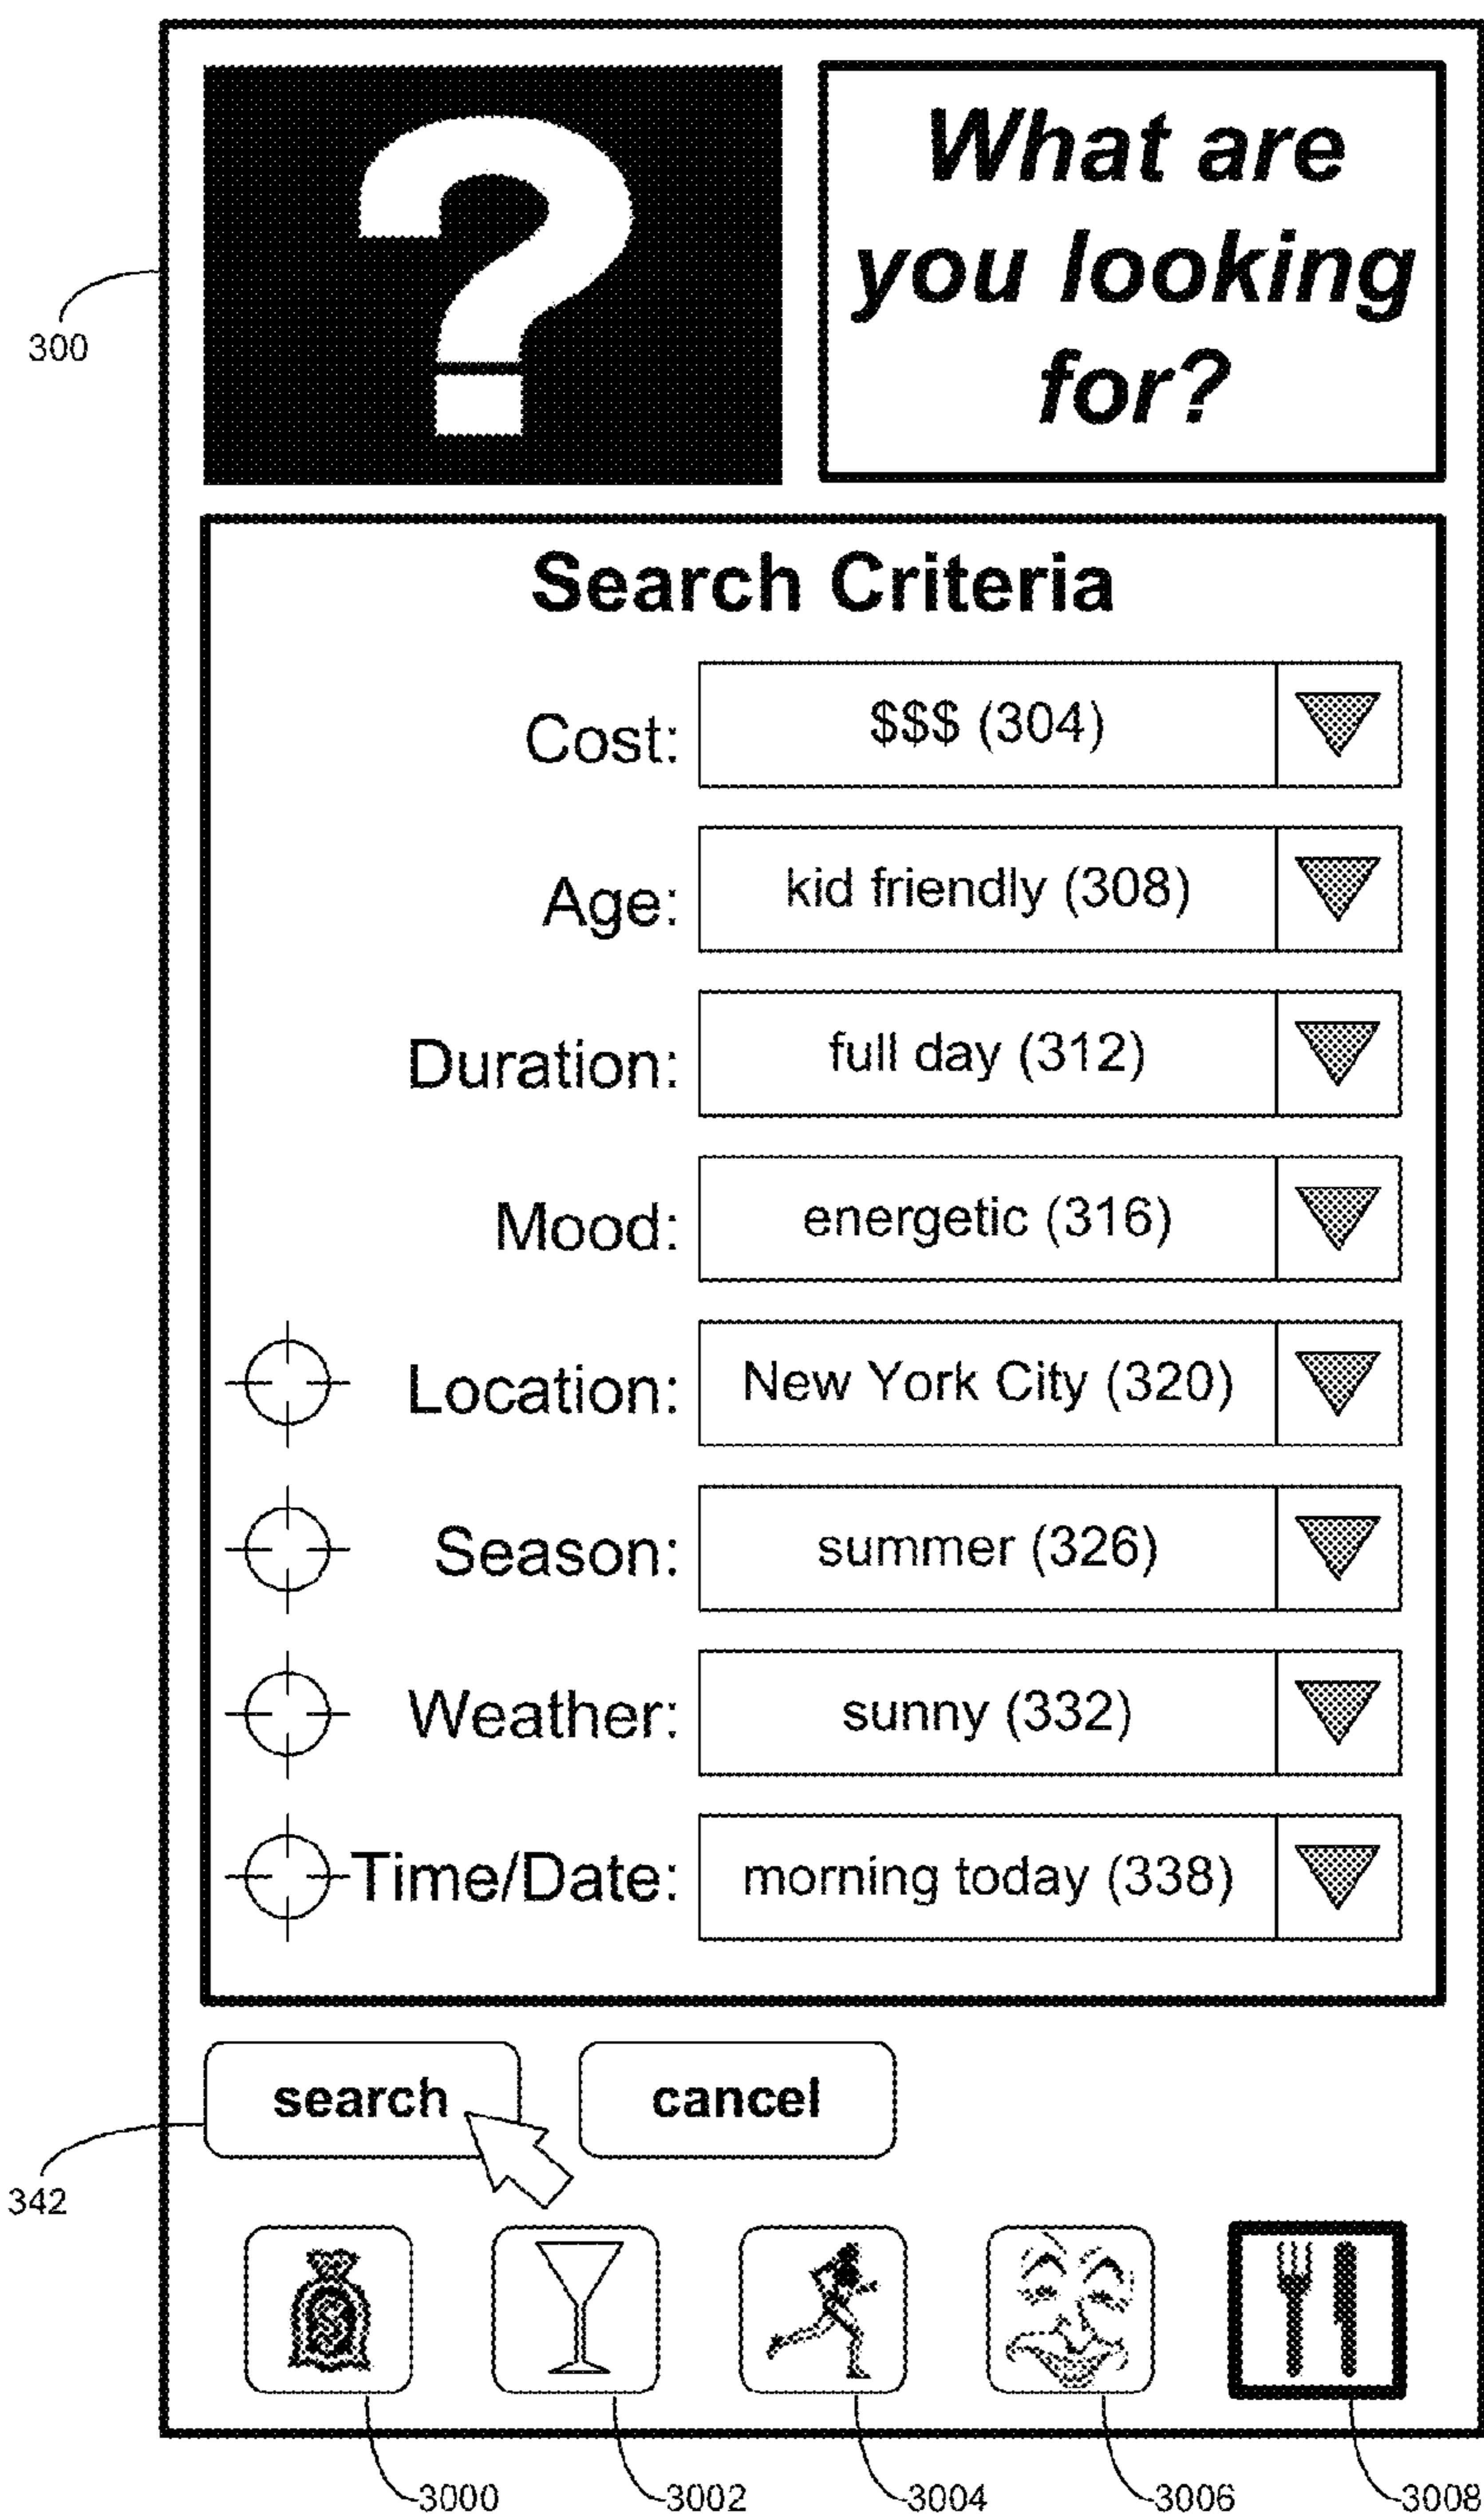 ?
What are
you looking
for?
300
Search Criteria
Cost: $$$ (304)
Age: kid friendly (308)
Duration: full day (312)
Mood: energetic (316)
Location: New York City (320)
Season: summer (326)
Weather: sunny (332)
Time/Date: morning today (338)
search cancel
342
$
3000 3002 3004 3006 3008